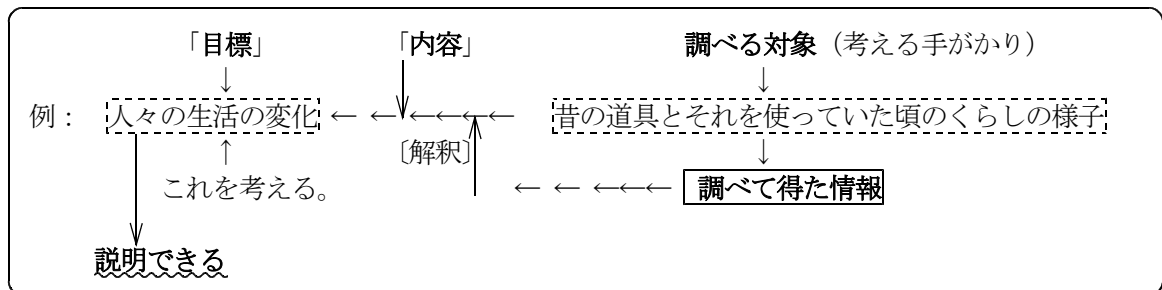 「目標」 「内容」 調べる対象（考える手がかり）
↓ ↓
例： 人々の生活の変化 ← ←←←←← 昔の道具とそれを使っていた頃のくらしの様子
↑ 〔解釈〕 ↓
これを考える。 ← ← ←←← 調べて得た情報
説明できる